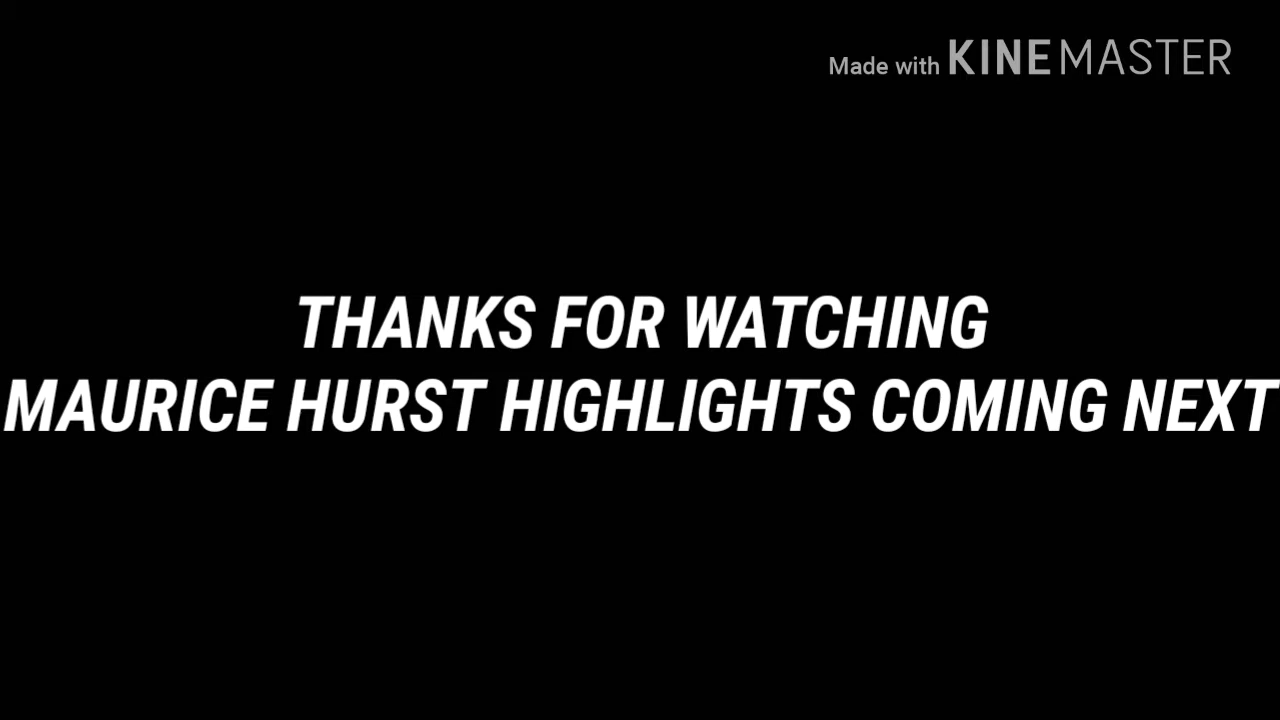 Made with KINEMASTER
THANKS FOR WATCHING
MAURICE HURST HIGHLIGHTS COMING NEXT